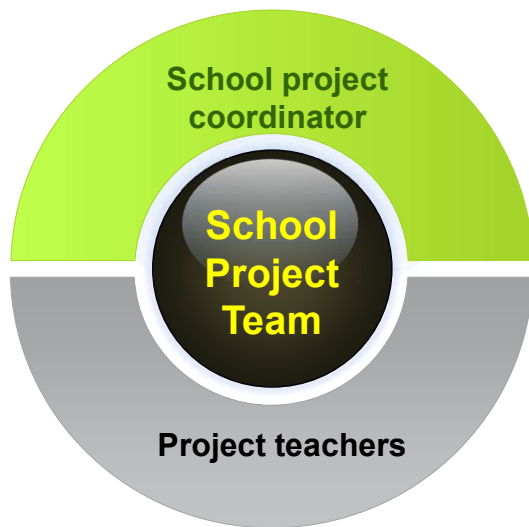 School project
coordinator
School
Project
Team
Project teachers